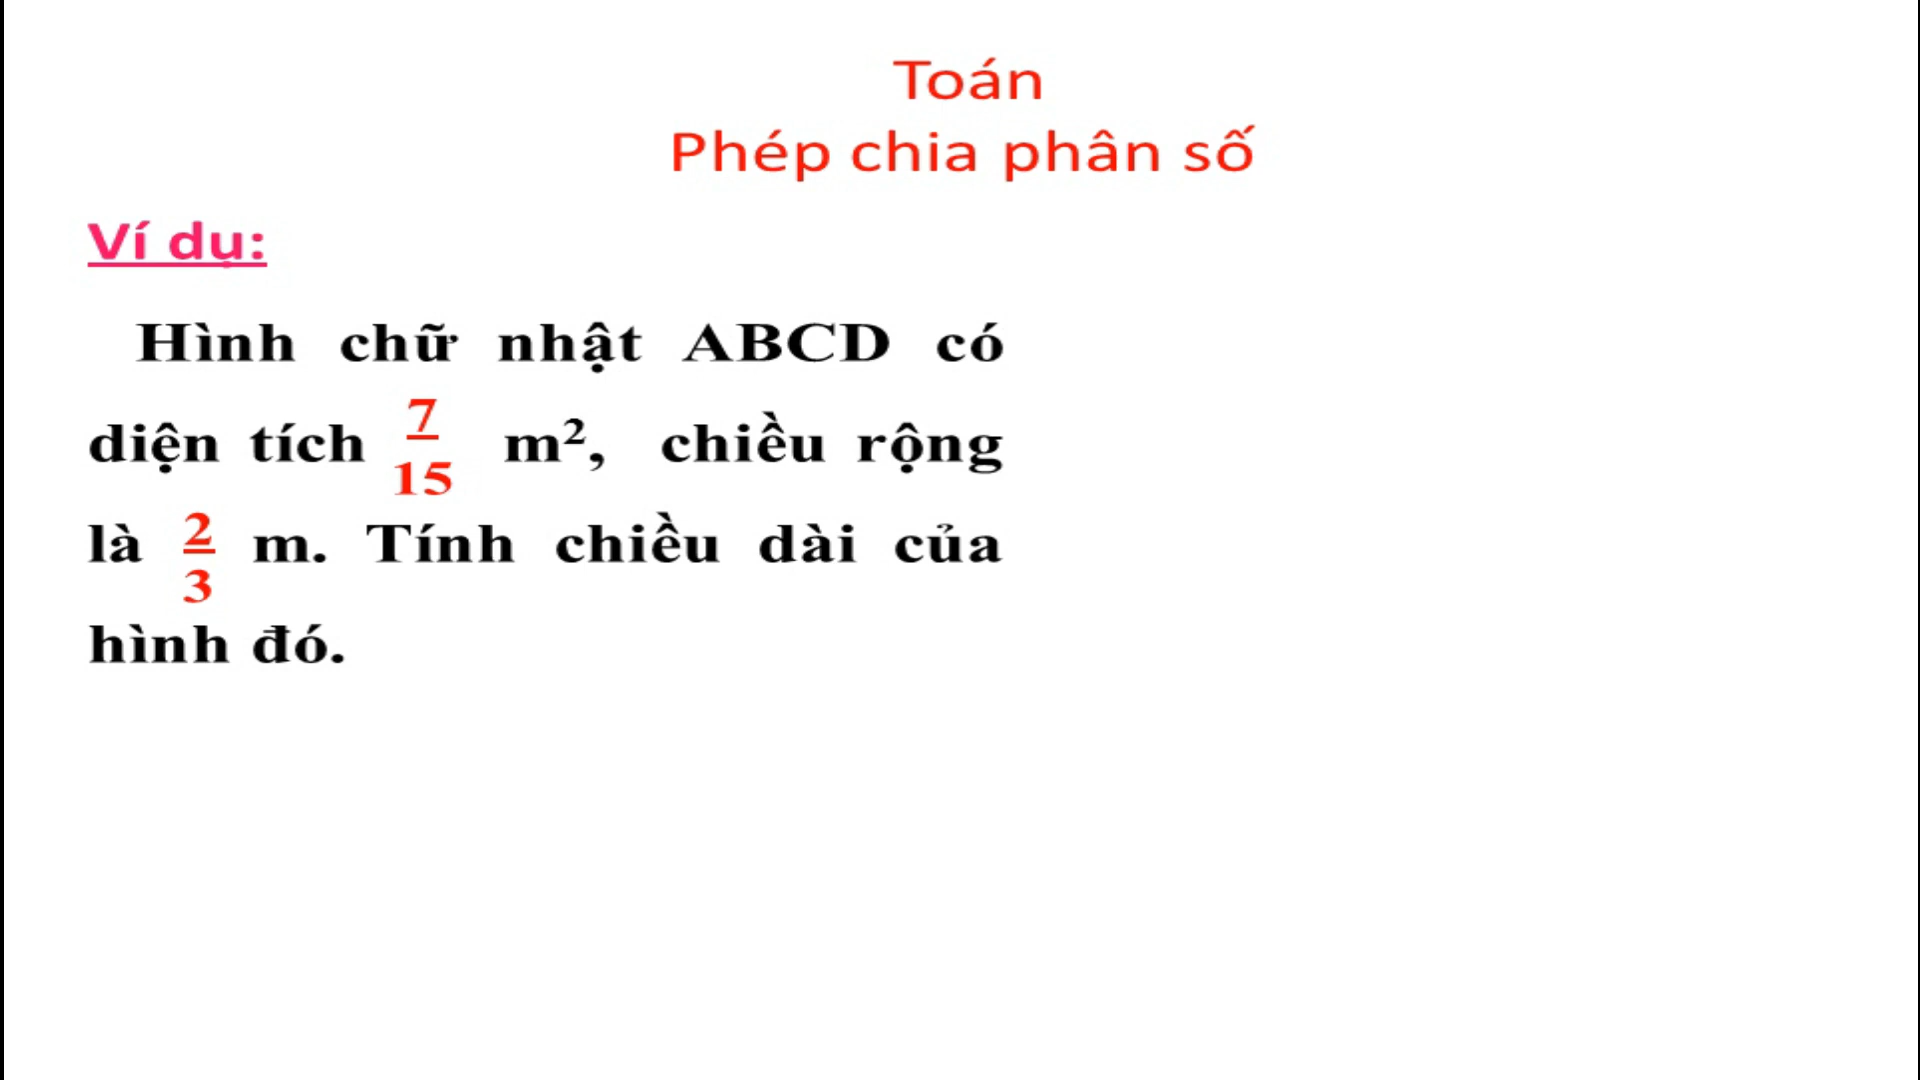 Toán
Phép chia phân số
Ví dụ:
Hình chữ nhật ABCD có
diện tích 7/15 m², chiều rộng
là 2/3 m. Tính chiều dài của
hình đó.